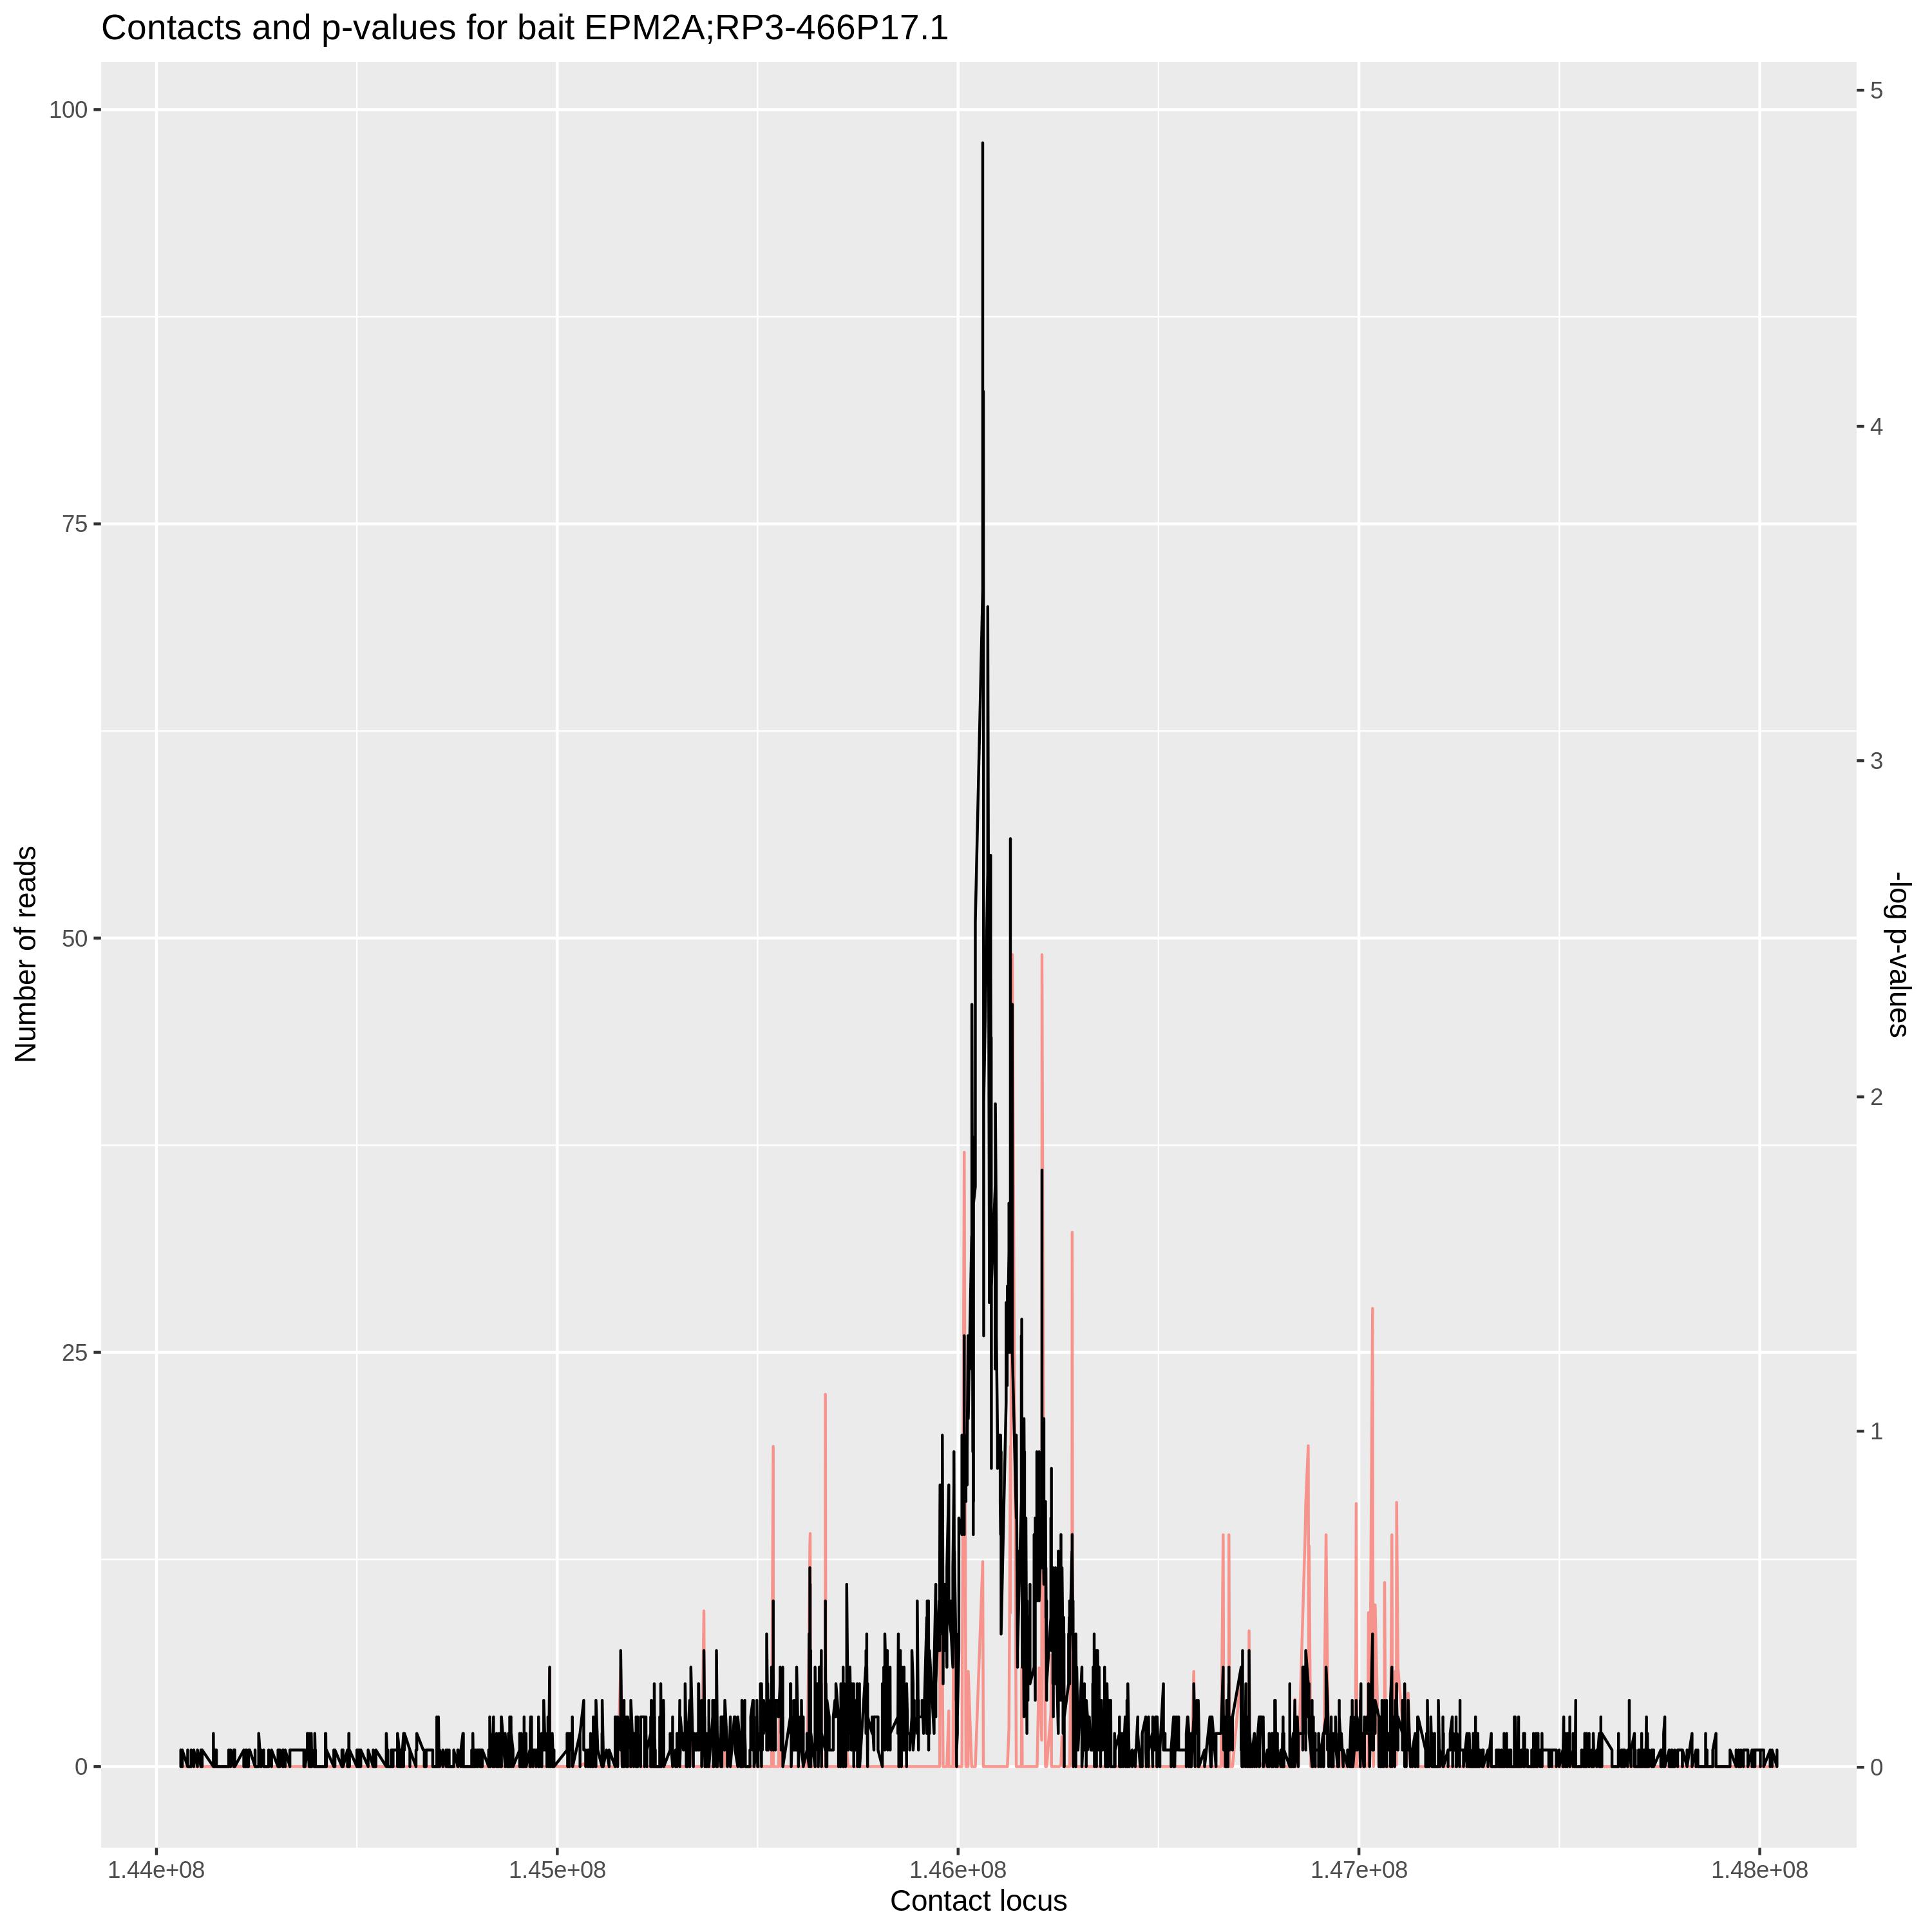 Contacts and p-values for bait EPM2A;RP3-466P17.1
100
75
50
25
0
Number of reads
5
4
3
2
1
0
-log p-values
1.44e+08
1.45e+08
1.46e+08
1.47e+08
1.48e+08
Contact locus